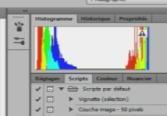 Histogramme Historique Propriétés
Réglages Scripts Couleur Nuancier
Scripts par défaut
Vignette (sélection)
Couche image - 50 pixels